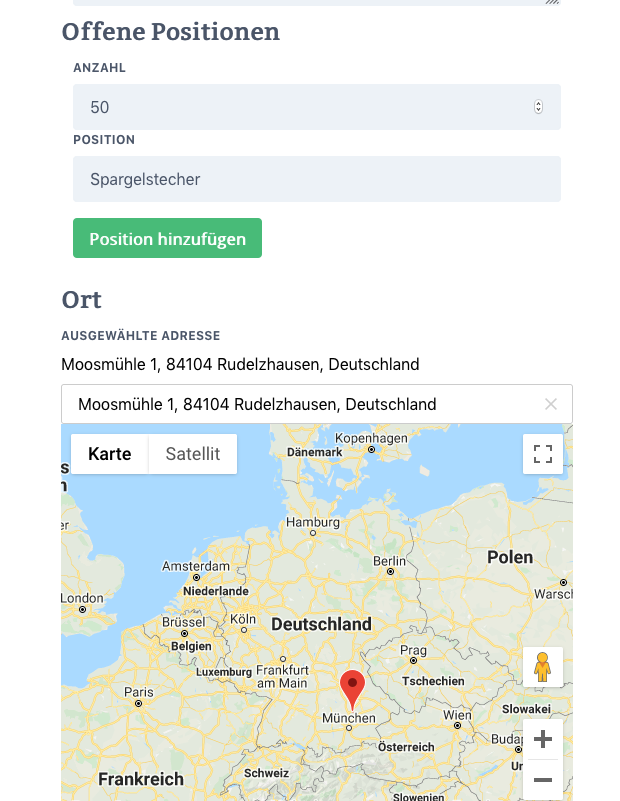 Offene Positionen
ANZAHL
50
POSITION
Spargelstecher
Position hinzufügen
Ort
AUSGEWÄHLTE ADRESSE
Moosmühle 1, 84104 Rudelzhausen, Deutschland
Moosmühle 1, 84104 Rudelzhausen, Deutschland
Karte
Satellit
Kopenhagen
Dänemark
Hamburg
Berlin
Polen
Amsterdam
Niederlande
London
Brüssel
Köln
Deutschland
Belgien
Prag
Luxemburg
Frankfurt
am Main
Tschechien
Paris
München
Wien
Slowakei
Österreich
Frankreich
Schweiz
Slowenien